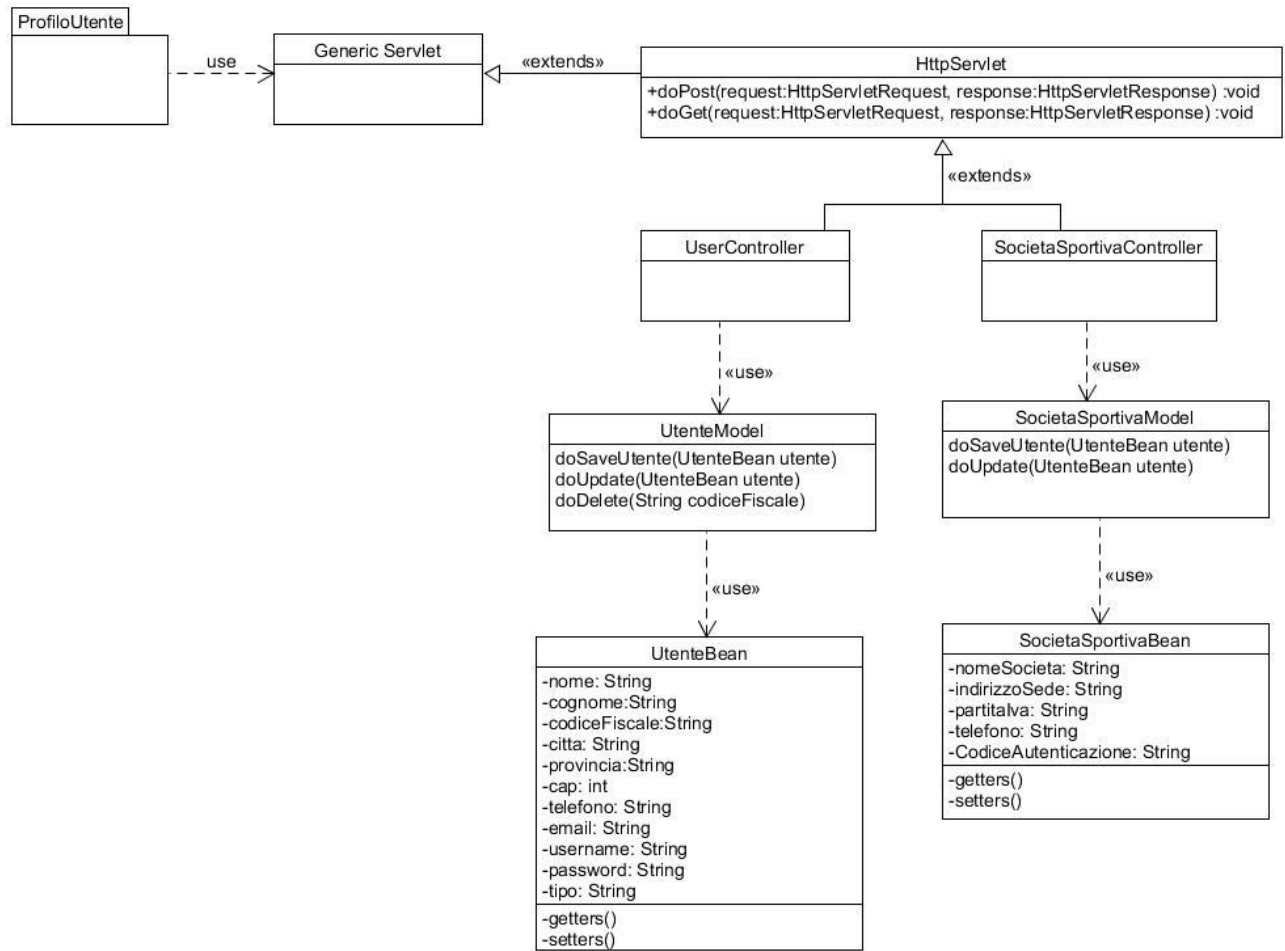 ProfiloUtente
use
Generic Servlet
«extends»
HttpServlet
+doPost(request:HttpServletRequest, response:HttpServletResponse) :void
+doGet(request:HttpServletRequest, response:HttpServletResponse) :void
«extends»
UserController
SocietaSportivaController
«use»
«use»
UtenteModel
doSaveUtente(UtenteBean utente)
doUpdate(UtenteBean utente)
doDelete(String codiceFiscale)
SocietaSportivaModel
doSaveUtente(UtenteBean utente)
doUpdate(UtenteBean utente)
«use»
«use»
UtenteBean
-nome: String
-cognome:String
-codiceFiscale:String
-citta: String
-provincia:String
-cap: int
-telefono: String
-email: String
-username: String
-password: String
-tipo: String
-getters()
-setters()
SocietaSportivaBean
-nomeSocieta: String
-indirizzoSede: String
-partitaIva: String
-telefono: String
-CodiceAutenticazione: String
-getters()
-setters()